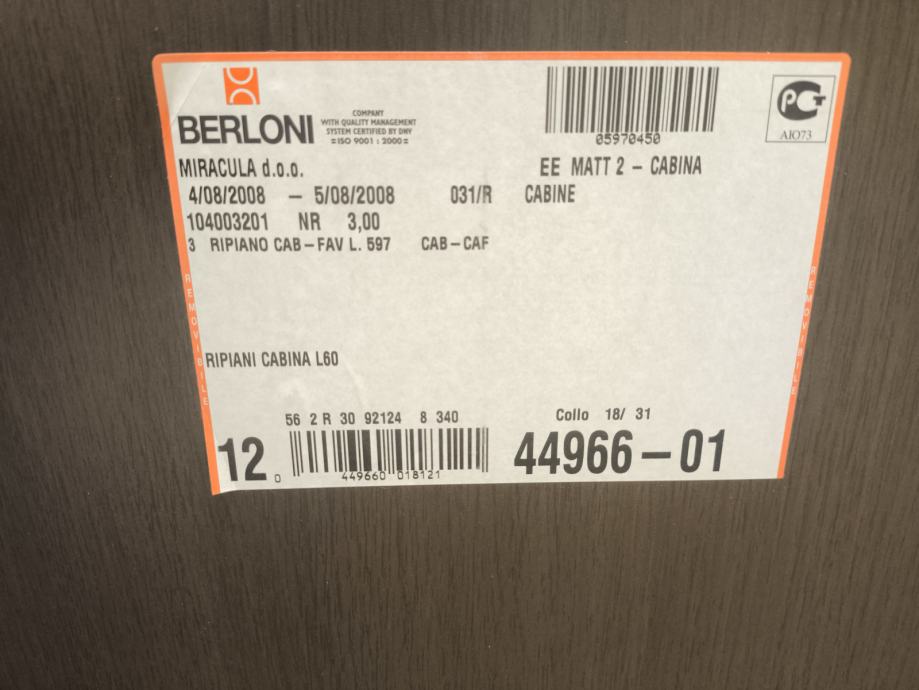 BERLONI
COMPANY
WITH QUALITY MANAGEMENT
SYSTEM CERTIFIED BY DNV
=ISO 9001 : 2000=
05970450
PCT
AIO73
MIRACULA d.o.o.
EE MATT 2 – CABINA
4/08/2008 – 5/08/2008 031/R CABINE
104003201 NR 3,00
3 RIPIANO CAB–FAV L. 597 CAB–CAF
REMOVIBILE
REMOVIBILE
RIPIANI CABINA L60
56 2 R 30 92124 8 340
Collo 18/ 31
12 0
449660 018121
44966–01